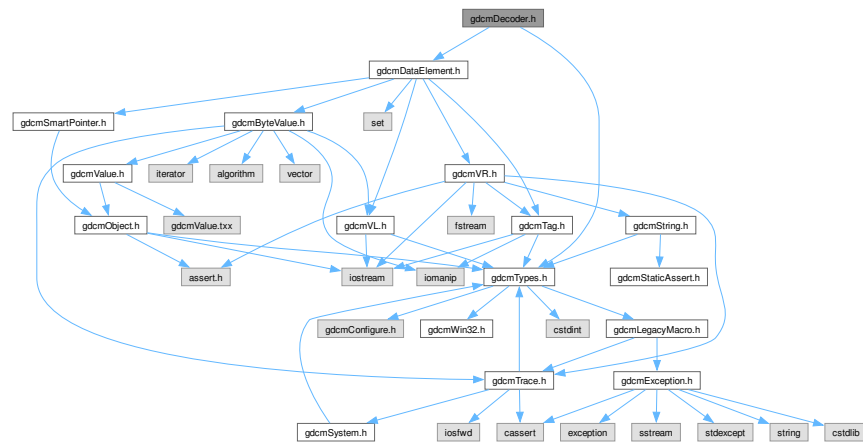 gdcmDecoder.h
gdcmDataElement.h
gdcmSmartPointer.h
gdcmByteValue.h
set
gdcmValue.h
iterator
algorithm
vector
gdcmVR.h
gdcmObject.h
gdcmValue.txx
gdcmVL.h
fstream
gdcmTag.h
gdcmString.h
assert.h
iostream
iomanip
gdcmTypes.h
gdcmStaticAssert.h
gdcmConfigure.h
gdcmWin32.h
cstdint
gdcmLegacyMacro.h
gdcmTrace.h
gdcmException.h
gdcmSystem.h
iosfwd
cassert
exception
sstream
stdexcept
string
cstdlib